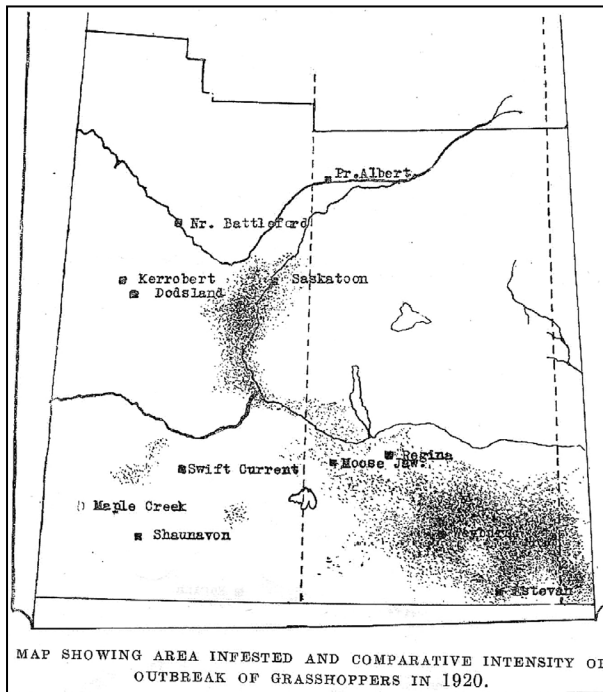 Pr.Albert.
Nr. Battleford
Kerrobert
Saskatoon
Dodsland
Regina
Moose Jaw.
Swift Current
Maple Creek
Weyburn
Shaunavon
Estevan
MAP SHOWING AREA INFESTED AND COMPARATIVE INTENSITY OF
OUTBREAK OF GRASSHOPPERS IN 1920.